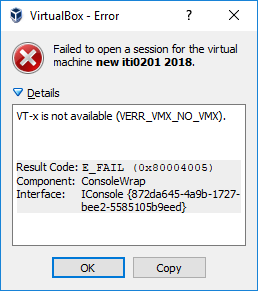 VirtualBox - Error
?
Failed to open a session for the virtual
machine new iti0201 2018.
Details
VT-x is not available (VERR_VMX_NO_VMX).
Result Code: E_FAIL (0x80004005)
Component: ConsoleWrap
Interface: IConsole {872da645-4a9b-1727-
bee2-5585105b9eed}
OK Copy